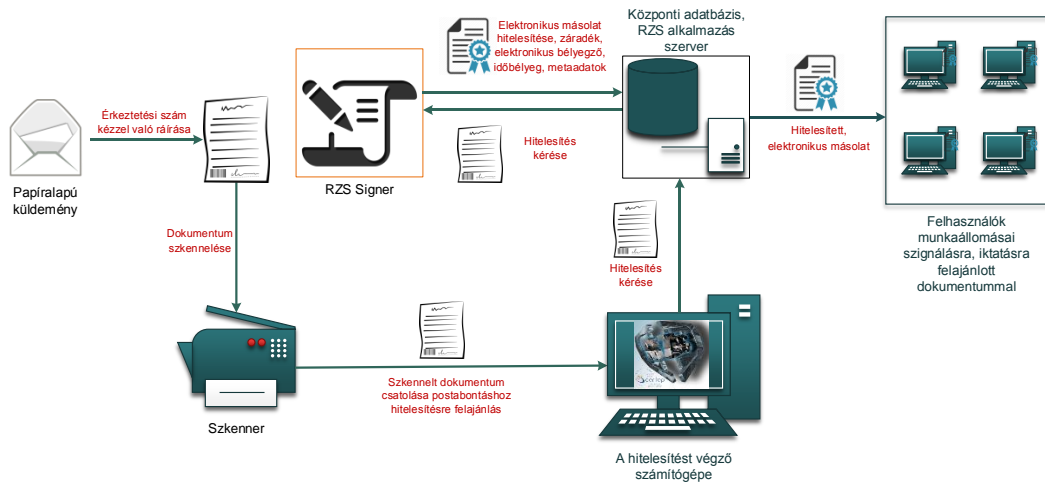 Elektronikus másolat
hitelesítése, záradék,
elektronikus bélyegző,
időbélyeg, metaadatok
Központi adatbázis,
RZS alkalmazás
szerver
Érkeztetési szám
kézzel való ráírása
Papíralapú
küldemény
RZS Signer
Hitelesítés
kérése
Hitelesített,
elektronikus másolat
Felhasználók
munkaállomásai
szignálásra, iktatásra
felajánlott
dokumentummal
Dokumentum
szkennelése
Hitelesítés
kérése
Szkennelt dokumentum
csatolása postabontáshoz
hitelesítésre felajánlás
Szkenner
A hitelesítést végző
számítógépe